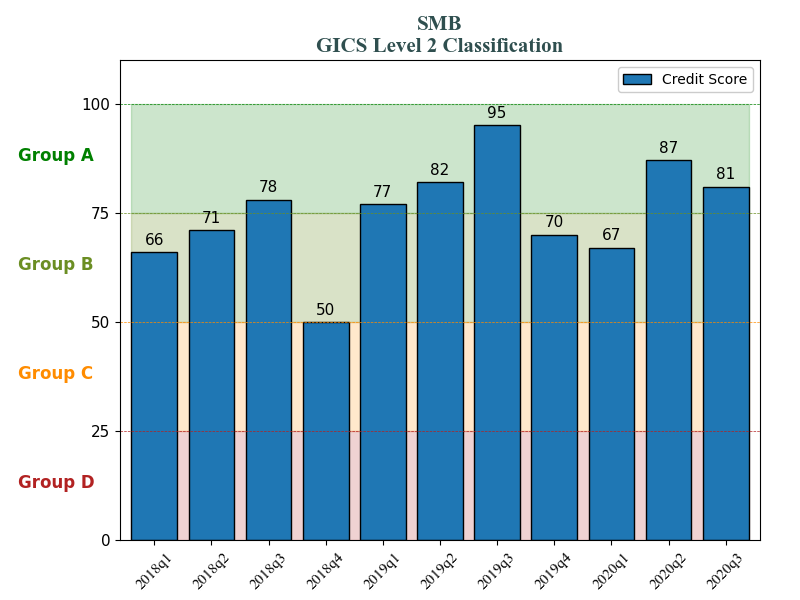 SMB
GICS Level 2 Classification
Credit Score
100
Group A
75
Group B
50
Group C
25
Group D
0
66
71
78
50
77
82
95
70
67
87
81
2018q1
2018q2
2018q3
2018q4
2019q1
2019q2
2019q3
2019q4
2020q1
2020q2
2020q3